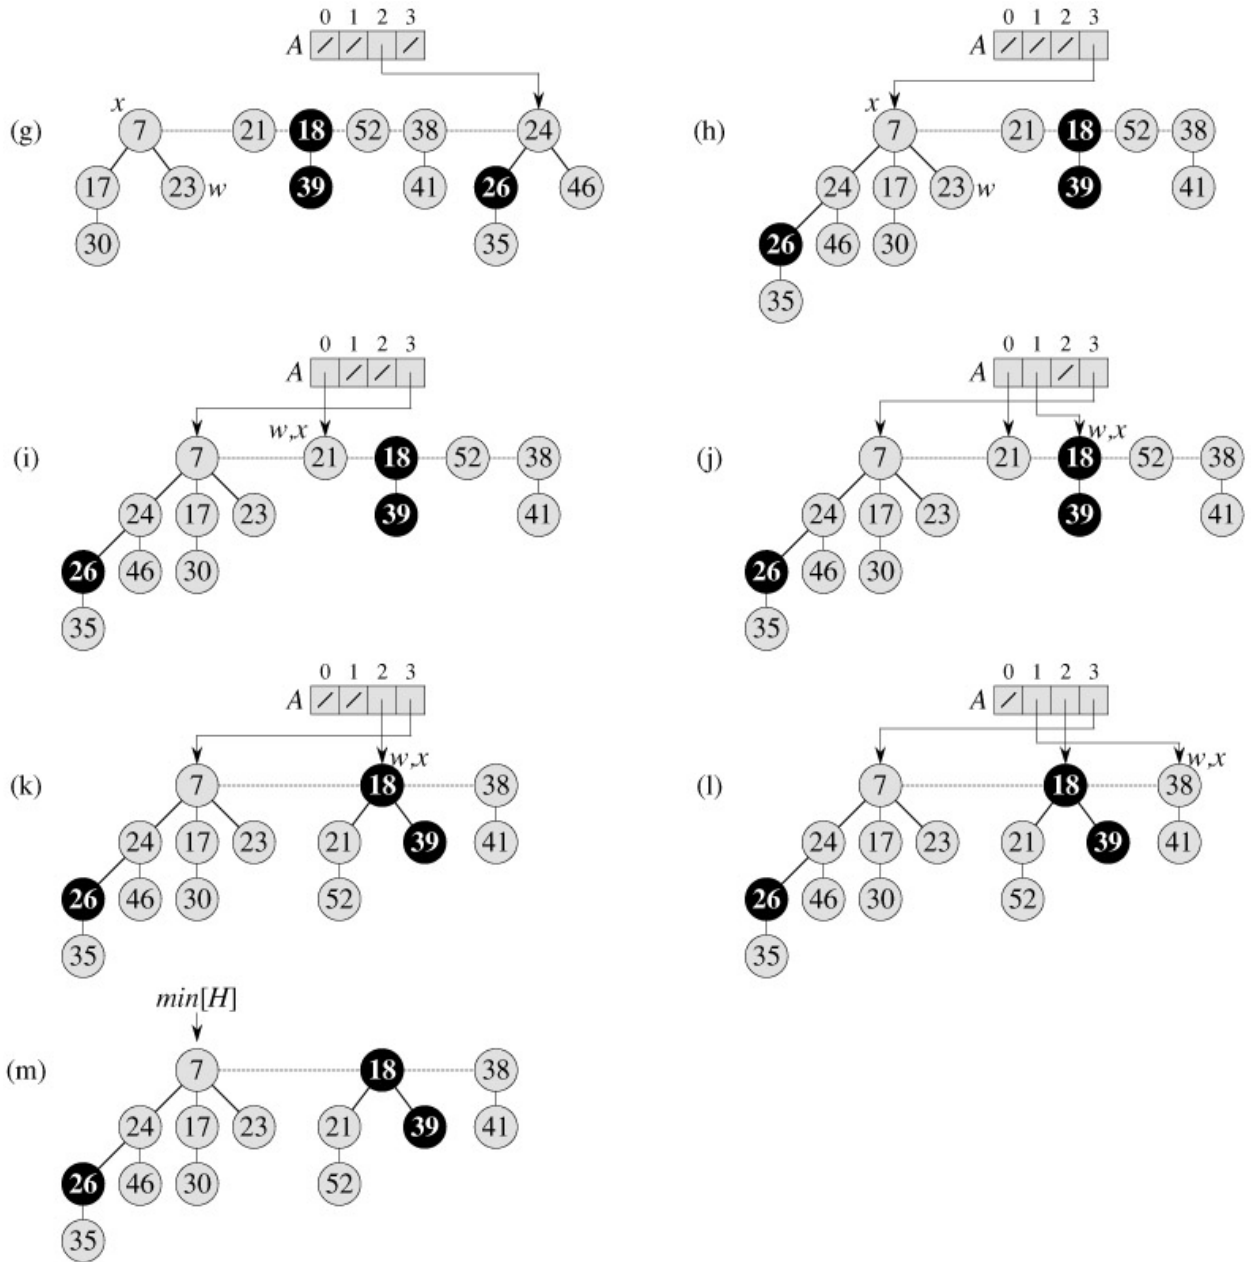 0 1 2 3
A
(g) x 7 21 18 52 38 24
17 23 w 39 41 26 46
30 35
0 1 2 3
A
(h) x 7 21 18 52 38
24 17 23 w 39 41
26 46 30
35
0 1 2 3
A
w,x
(i) 7 21 18 52 38
24 17 23 39 41
26 46 30
35
0 1 2 3
A
w,x
(j) 7 21 18 52 38
24 17 23 39 41
26 46 30
35
0 1 2 3
A
w,x
(k) 7 18 38
24 17 23 21 39 41
26 46 30 52
35
0 1 2 3
A
w,x
(l) 7 18 38
24 17 23 21 39 41
26 46 30 52
35
min[H]
(m) 7 18 38
24 17 23 21 39 41
26 46 30 52
35